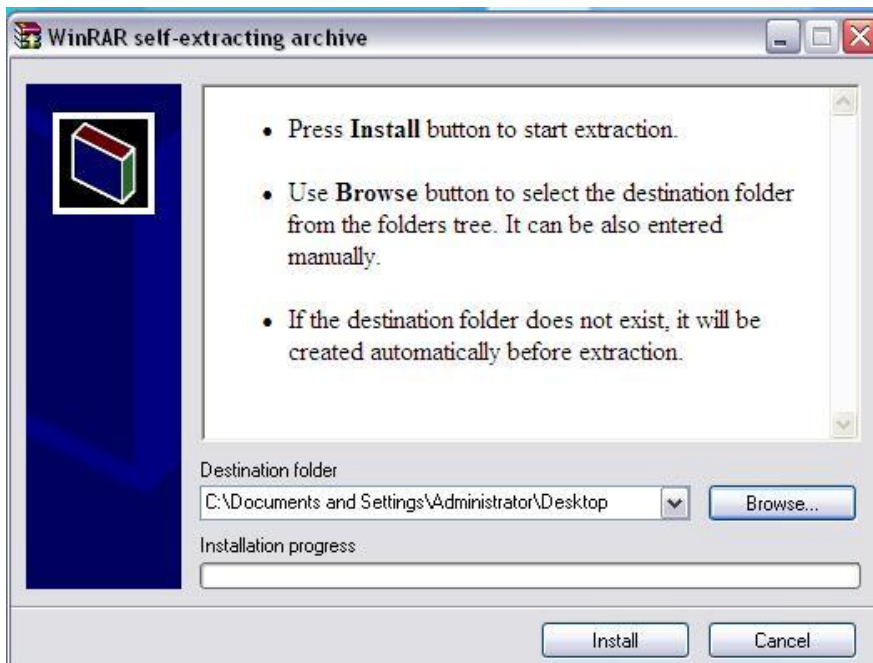 WinRAR self-extracting archive
• Press Install button to start extraction.
• Use Browse button to select the destination folder
from the folders tree. It can be also entered
manually.
• If the destination folder does not exist, it will be
created automatically before extraction.
Destination folder
C:\Documents and Settings\Administrator\Desktop
Browse...
Installation progress
Install
Cancel